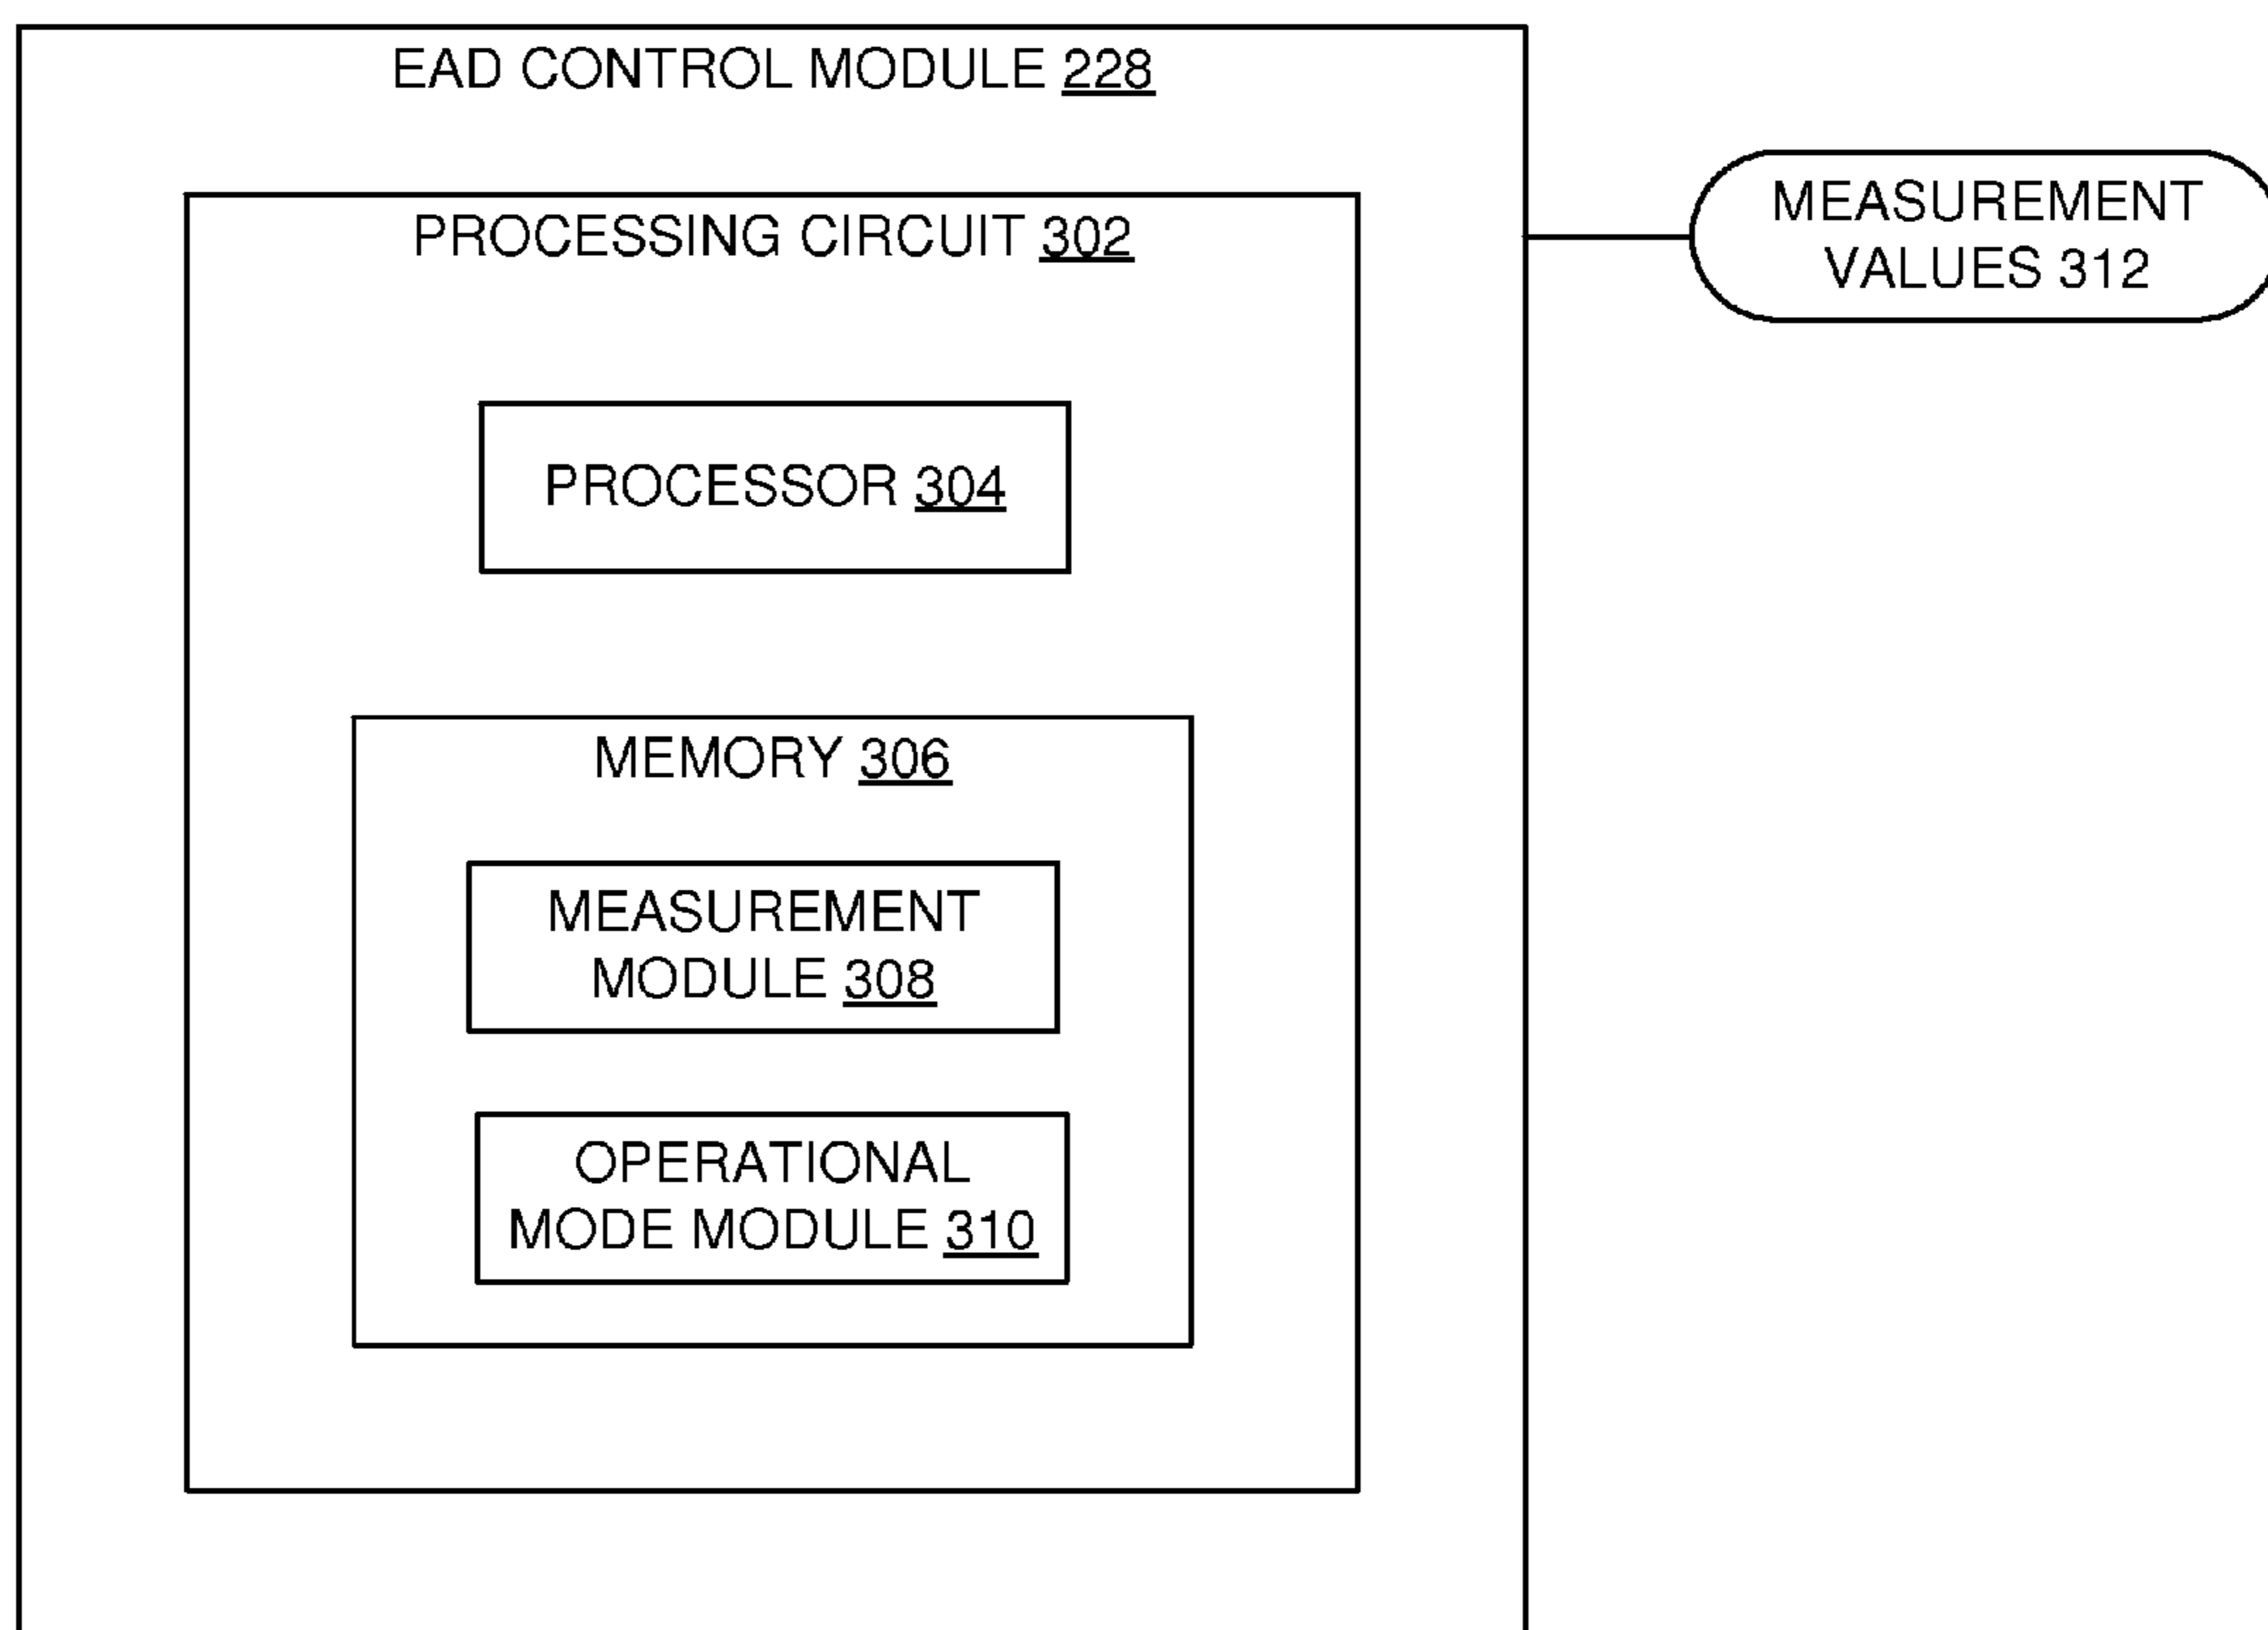 EAD CONTROL MODULE 228
PROCESSING CIRCUIT 302
MEASUREMENT
VALUES 312
PROCESSOR 304
MEMORY 306
MEASUREMENT
MODULE 308
OPERATIONAL
MODE MODULE 310